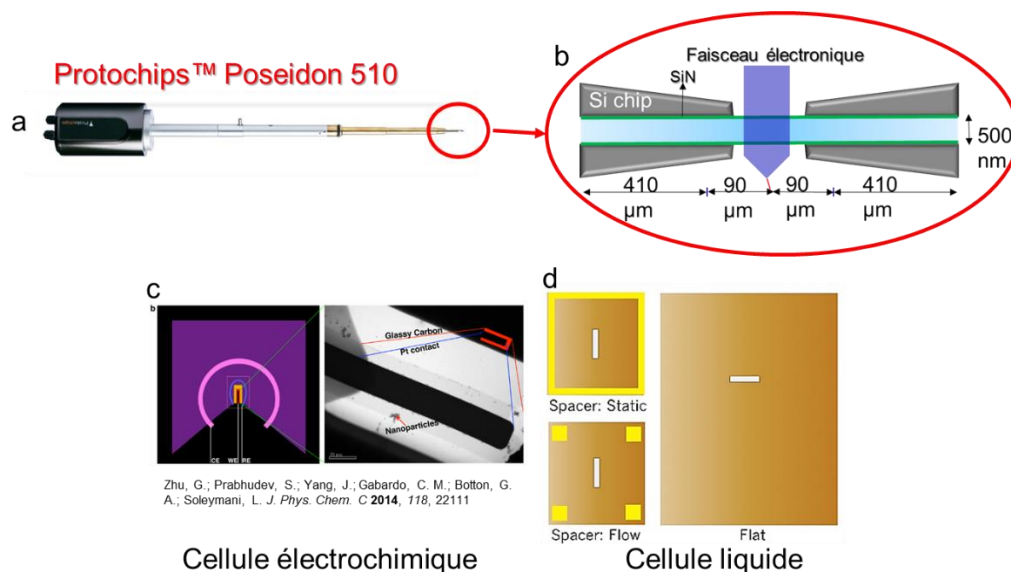 Protochips™ Poseidon 510
a
b
Faisceau électronique
SiN
Si chip
500
nm
410
µm
90
µm
90
µm
410
µm
c
b
Glassy Carbon
Pt contact
Nanoparticles
CE WE RE
Zhu, G.; Prabhudev, S.; Yang, J.; Gabardo, C. M.; Botton, G.
A.; Soleymani, L. J. Phys. Chem. C 2014, 118, 22111
Cellule électrochimique
d
Spacer: Static
Spacer: Flow
Flat
Cellule liquide